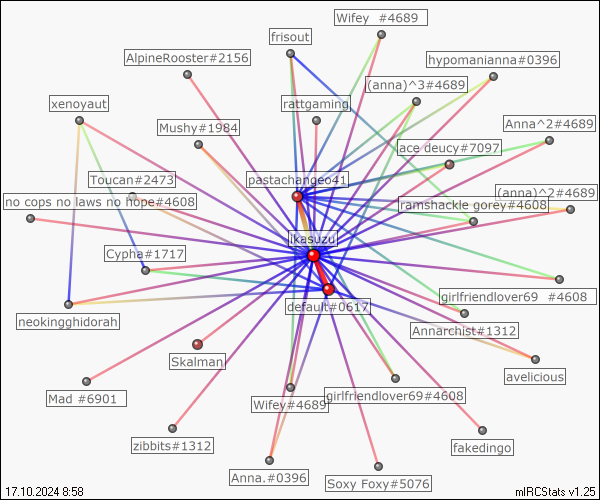 Wifey  #4689
frisout
AlpineRooster#2156
hypomanianna#0396
(anna)^3#4689
xenoyaut
rattgaming
Mushy#1984
Anna^2#4689
ace deucy#7097
Toucan#2473
pastachangeo41
no cops no laws no hope#4608
(anna)^2#4689
ramshackle gorey#4608
ikasuzu
Cypha#1717
girlfriendlover69  #4608
default#0617
neokingghidorah
Annarchist#1312
Skalman
avelicious
Mad #6901
Wifey#4689
girlfriendlover69#4608
zibbits#1312
fakedingo
Anna.#0396
Soxy Foxy#5076
17.10.2024 8:58
mIRCStats v1.25